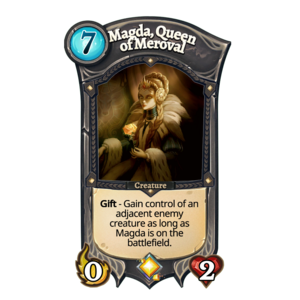 7
Magda, Queen
of Meroval
Creature
Gift - Gain control of an
adjacent enemy
creature as long as
Magda is on the
battlefield.
0
2